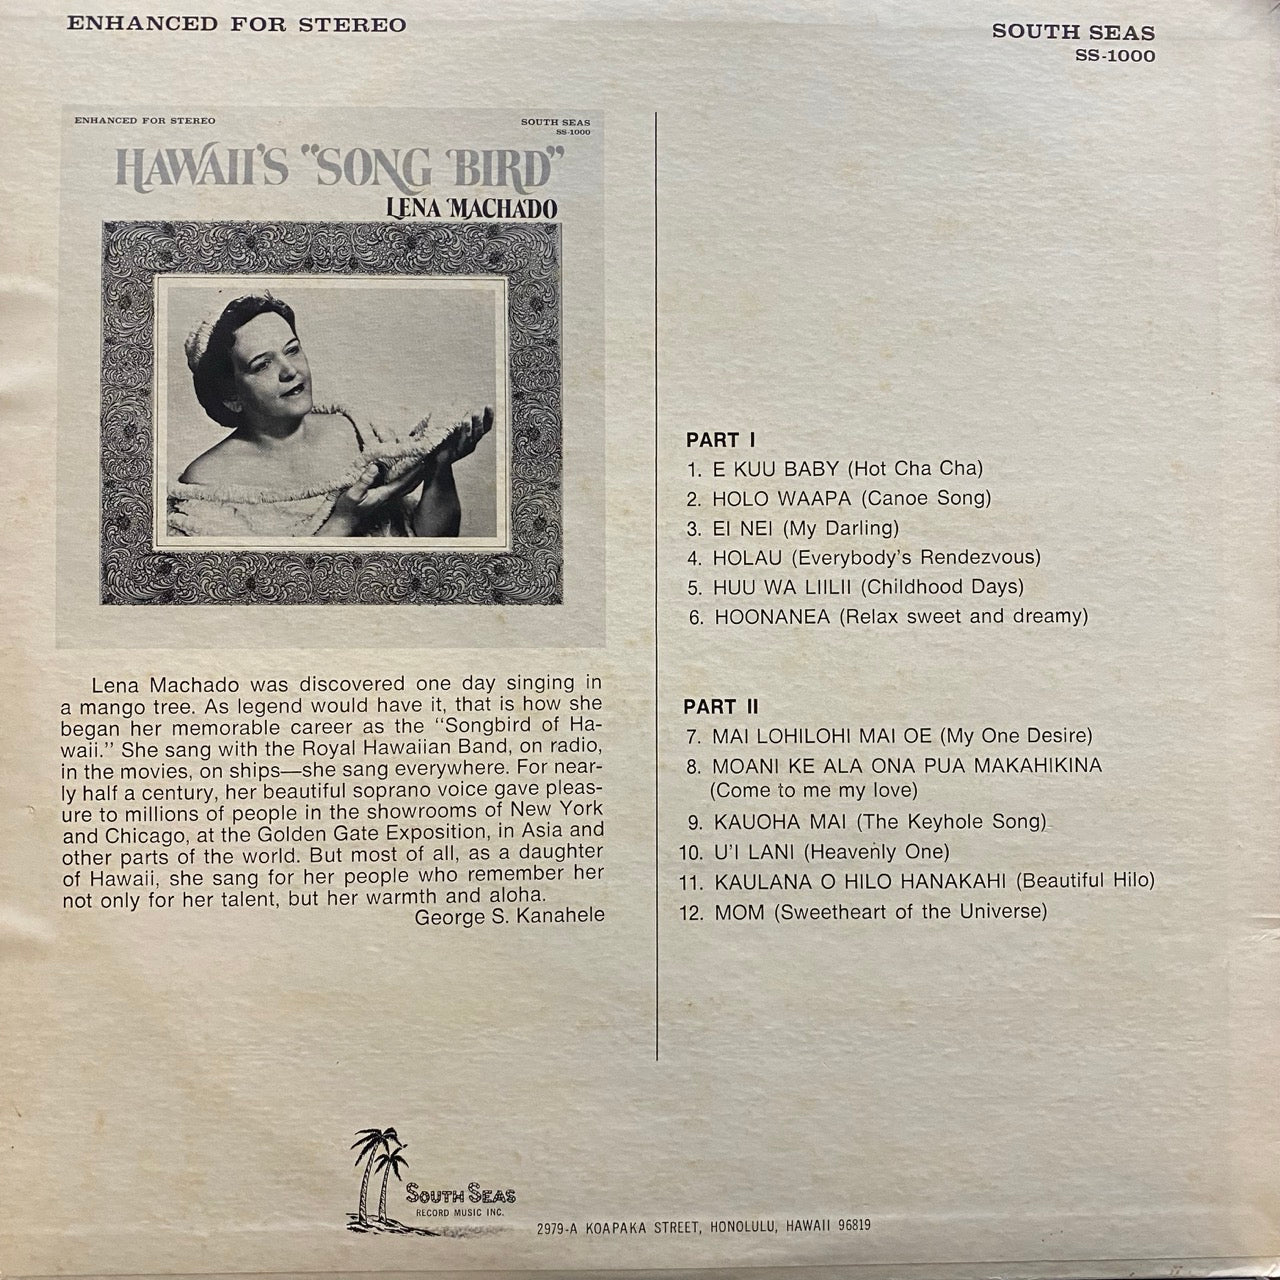 ENHANCED FOR STEREO
SOUTH SEAS
SS-1000
ENHANCED FOR STEREO
SOUTH SEAS
SS-1000
HAWAII'S "SONG BIRD"
LENA MACHADO
Lena Machado was discovered one day singing in
a mango tree. As legend would have it, that is how she
began her memorable career as the "Songbird of Ha-
waii." She sang with the Royal Hawaiian Band, on radio,
in the movies, on ships—she sang everywhere. For near-
ly half a century, her beautiful soprano voice gave pleas-
ure to millions of people in the showrooms of New York
and Chicago, at the Golden Gate Exposition, in Asia and
other parts of the world. But most of all, as a daughter
of Hawaii, she sang for her people who remember her
not only for her talent, but her warmth and aloha.
George S. Kanahele
PART I
1. E KUU BABY (Hot Cha Cha)
2. HOLO WAAPA (Canoe Song)
3. EI NEI (My Darling)
4. HOLAU (Everybody's Rendezvous)
5. HUU WA LIILII (Childhood Days)
6. HOONANEA (Relax sweet and dreamy)
PART II
7. MAI LOHILOHI MAI OE (My One Desire)
8. MOANI KE ALA ONA PUA MAKAHIKINA
(Come to me my love)
9. KAUOHA MAI (The Keyhole Song)
10. U'I LANI (Heavenly One)
11. KAULANA O HILO HANAKAHI (Beautiful Hilo)
12. MOM (Sweetheart of the Universe)
SOUTH SEAS
RECORD MUSIC INC.
2979-A KOAPAKA STREET, HONOLULU, HAWAII 96819